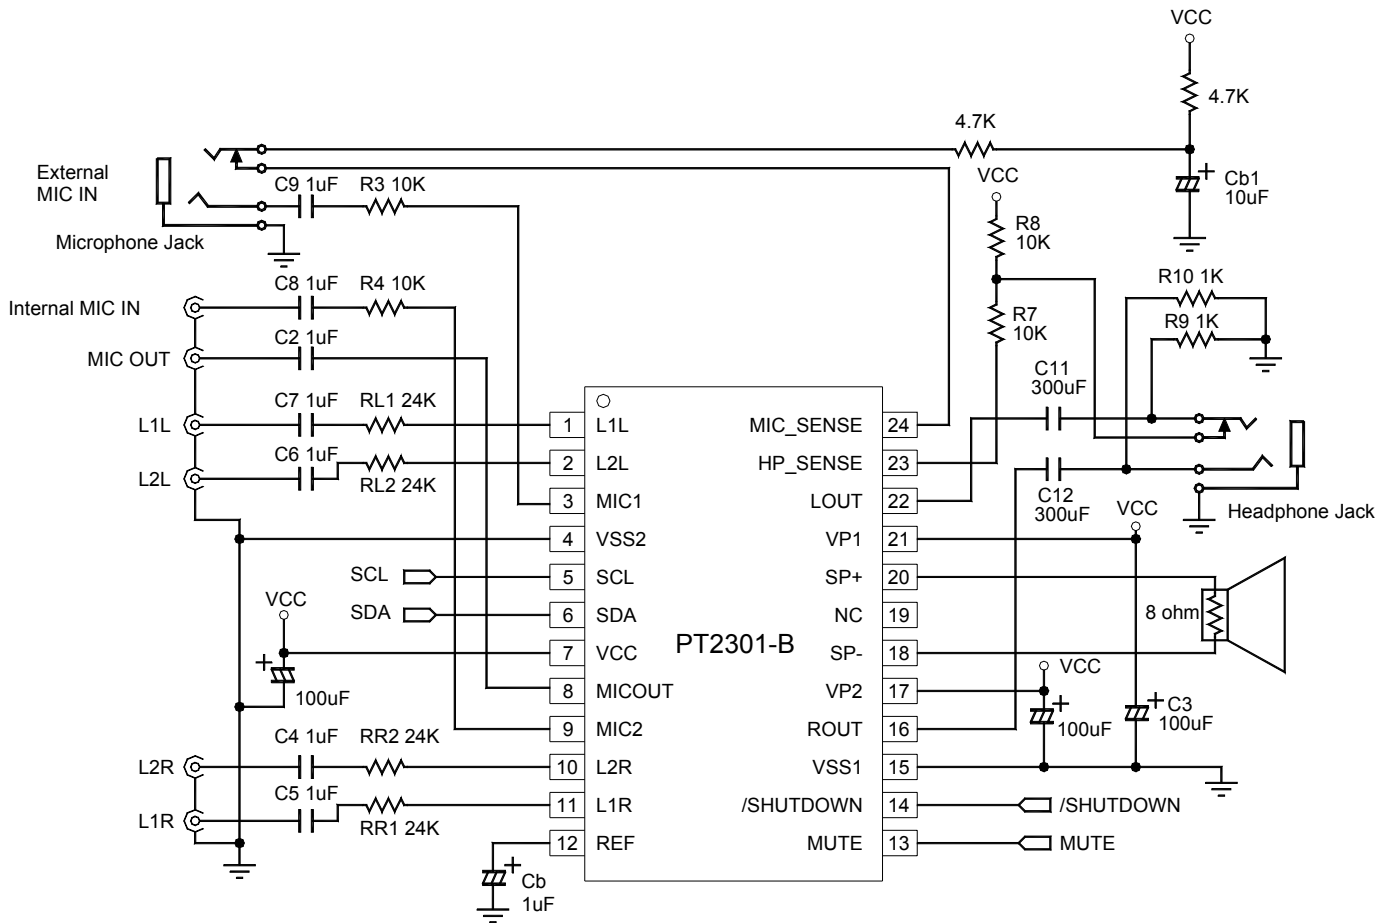 VCC
4.7K
4.7K
External
MIC IN
C9 1uF
R3 10K
VCC
Cb1
10uF
Microphone Jack
R8
10K
C8 1uF
R4 10K
R10 1K
Internal MIC IN
R7
10K
R9 1K
C2 1uF
MIC OUT
C11
300uF
C7 1uF
RL1 24K
L1L
1
L1L
MIC_SENSE
24
C6 1uF
L2L
RL2 24K
2
L2L
HP_SENSE
23
3
MIC1
LOUT
22
C12
300uF
VCC
Headphone Jack
4
VSS2
VP1
21
SCL
5
SCL
SP+
20
VCC
SDA
6
SDA
NC
19
8 ohm
PT2301-B
7
VCC
SP-
18
VCC
+
100uF
8
MICOUT
VP2
17
+
100uF
+
C3
100uF
9
MIC2
ROUT
16
C4 1uF
RR2 24K
L2R
10
L2R
VSS1
15
C5 1uF
L1R
RR1 24K
11
L1R
/SHUTDOWN
14
/SHUTDOWN
12
REF
MUTE
13
MUTE
+
Cb
1uF
+